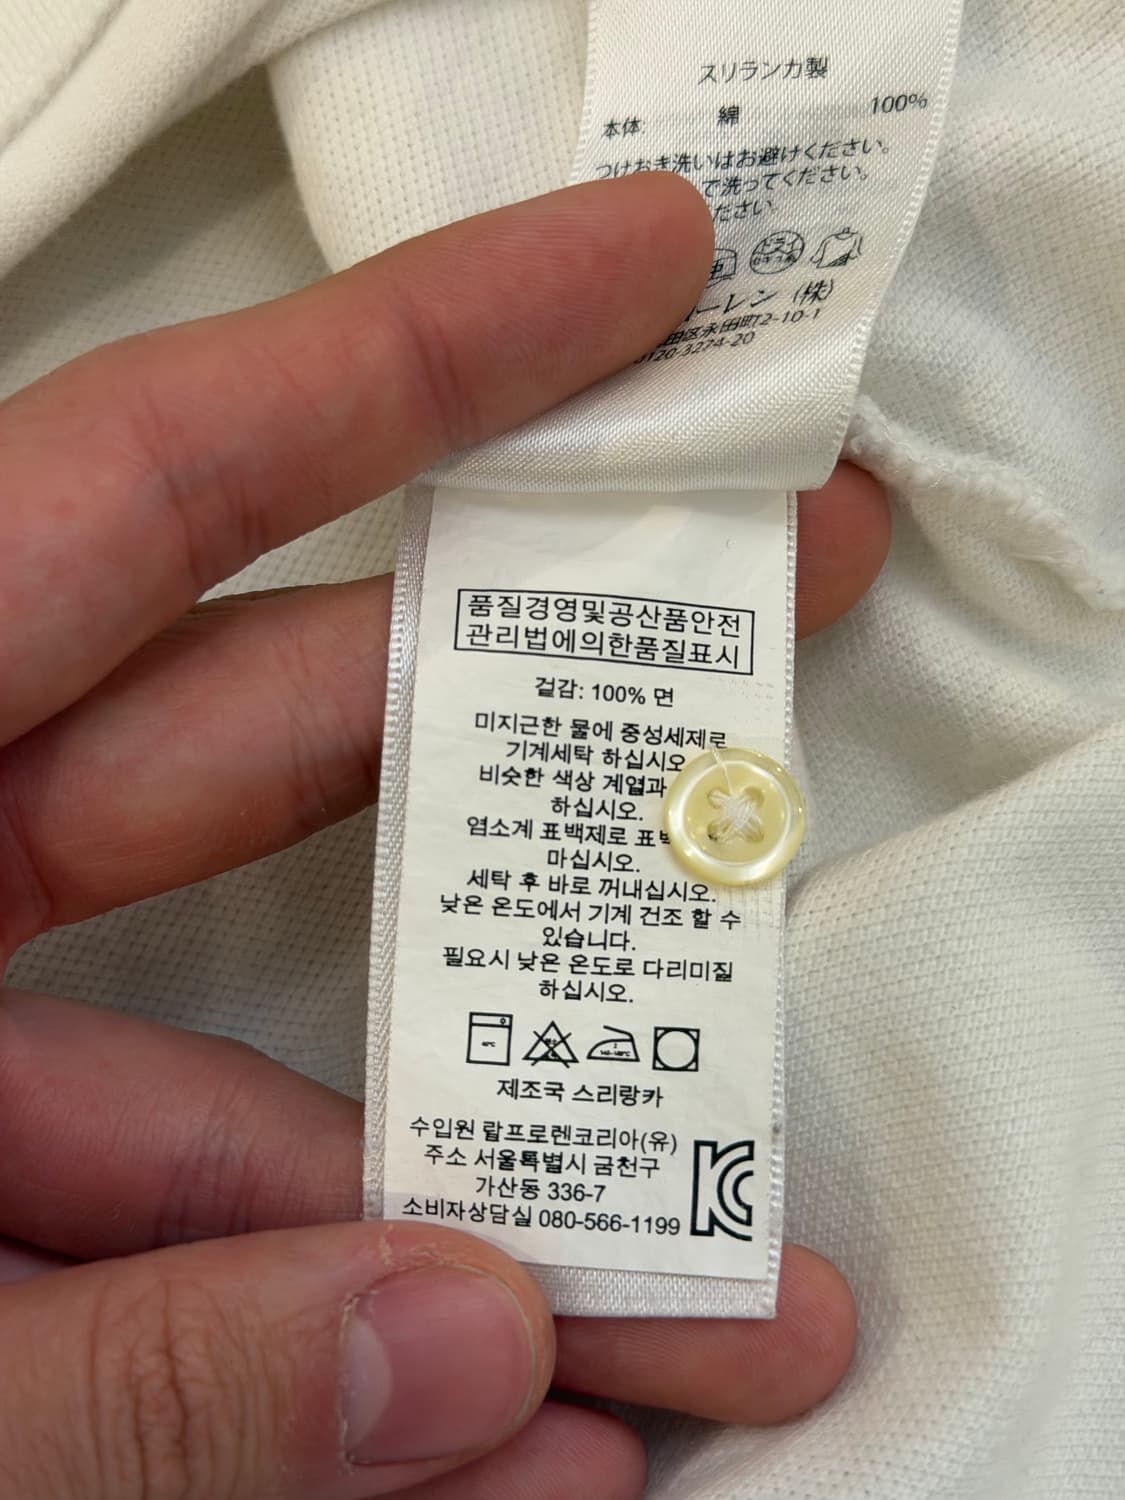 スリランカ製
本体: 綿 100%
つけおき洗いはお避けください。
で洗ってください。
ださい。
ドライ
ーレン (株)
田区永田町2-10-1
0120-3274-20
품질경영및공산품안전
관리법에의한품질표시
겉감: 100% 면
미지근한 물에 중성세제로
기계세탁 하십시오
비슷한 색상 계열과
하십시오.
염소계 표백제로
마십시오.
세탁 후 바로 꺼내십시오.
낮은 온도에서 기계 건조 할 수
있습니다.
필요시 낮은 온도로 다리미질
하십시오.
제조국 스리랑카
수입원 랄프로렌코리아(유)
주소 서울특별시 금천구
가산동 336-7
소비자상담실 080-566-1199